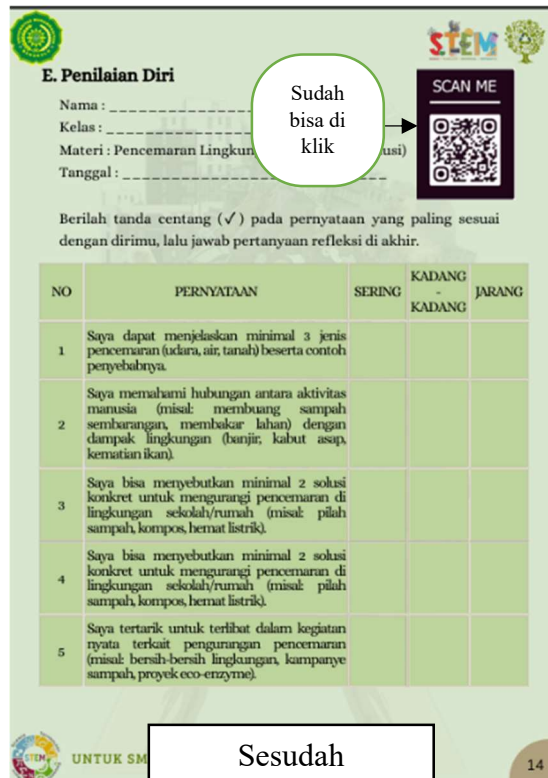 STEM
E. Penilaian Diri
SCAN ME
Sudah
bisa di
klik
Nama :
Kelas :
Materi : Pencemaran Lingkun usi)
Tanggal :
Berilah tanda centang (✓) pada pernyataan yang paling sesuai
dengan dirimu, lalu jawab pertanyaan refleksi di akhir.
NO PERNYATAAN SERING KADANG - KADANG JARANG
1 Saya dapat menjelaskan minimal 3 jenis
pencemaran (udara, air, tanah) beserta contoh
penyebabnya.
2 Saya memahami hubungan antara aktivitas
manusia (misal: membuang sampah
sembarangan, membakar lahan) dengan
dampak lingkungan (banjir, kabut asap,
kematian ikan).
3 Saya bisa menyebutkan minimal 2 solusi
konkret untuk mengurangi pencemaran di
lingkungan sekolah/rumah (misal: pilah
sampah, kompos, hemat listrik).
4 Saya bisa menyebutkan minimal 2 solusi
konkret untuk mengurangi pencemaran di
lingkungan sekolah/rumah (misal: pilah
sampah, kompos, hemat listrik).
5 Saya tertarik untuk terlibat dalam kegiatan
nyata terkait pengurangan pencemaran
(misal: bersih-bersih lingkungan, kampanye
sampah, proyek eco-enzyme).
STEM
UNTUK SM
Sesudah
14